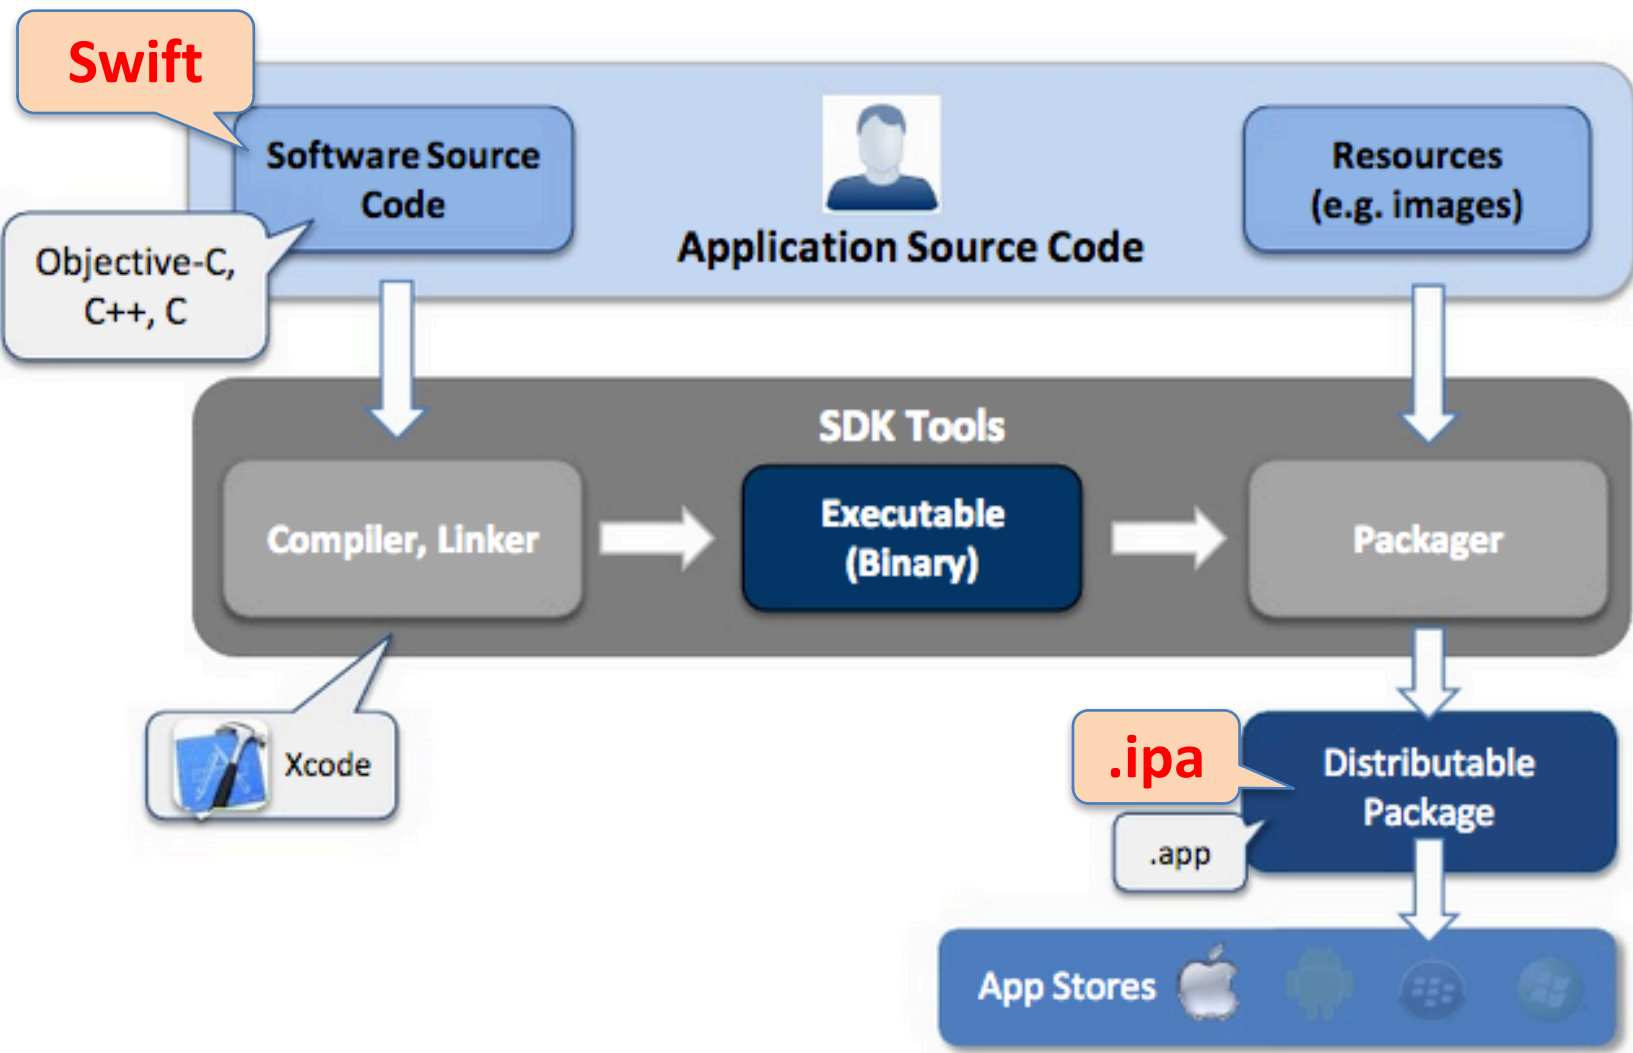 Swift
Software Source
Code
Objective-C,
C++, C
Application Source Code
Resources
(e.g. images)
SDK Tools
Compiler, Linker
Executable
(Binary)
Packager
Xcode
.ipa
.app
Distributable
Package
App Stores